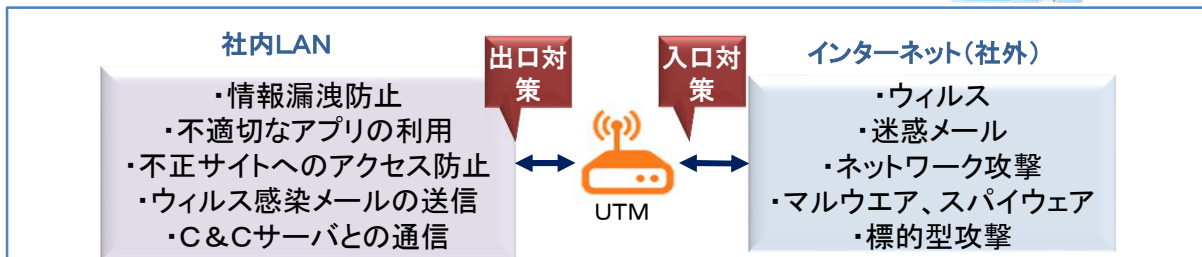 社内LAN
・情報漏洩防止
・不適切なアプリの利用
・不正サイトへのアクセス防止
・ウィルス感染メールの送信
・C&Cサーバとの通信
出口対
策
UTM
入口対
策
インターネット(社外)
・ウィルス
・迷惑メール
・ネットワーク攻撃
・マルウエア、スパイウェア
・標的型攻撃